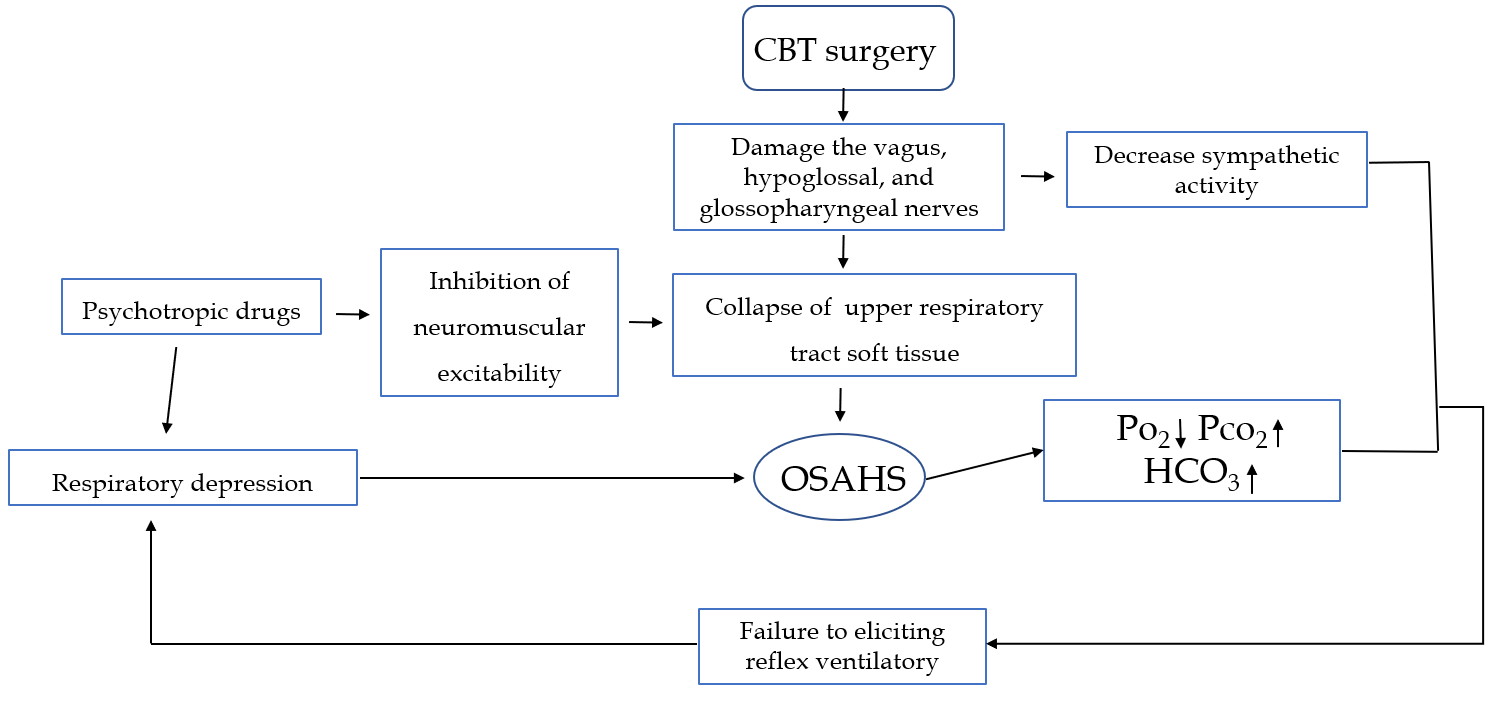 CBT surgery
Damage the vagus,
hypoglossal, and
glossopharyngeal nerves
Decrease sympathetic
activity
Psychotropic drugs
Inhibition of
neuromuscular
excitability
Collapse of upper respiratory
tract soft tissue
Respiratory depression
OSAHS
Po₂↓ Pco₂↑
HCO₃↑
Failure to eliciting
reflex ventilatory